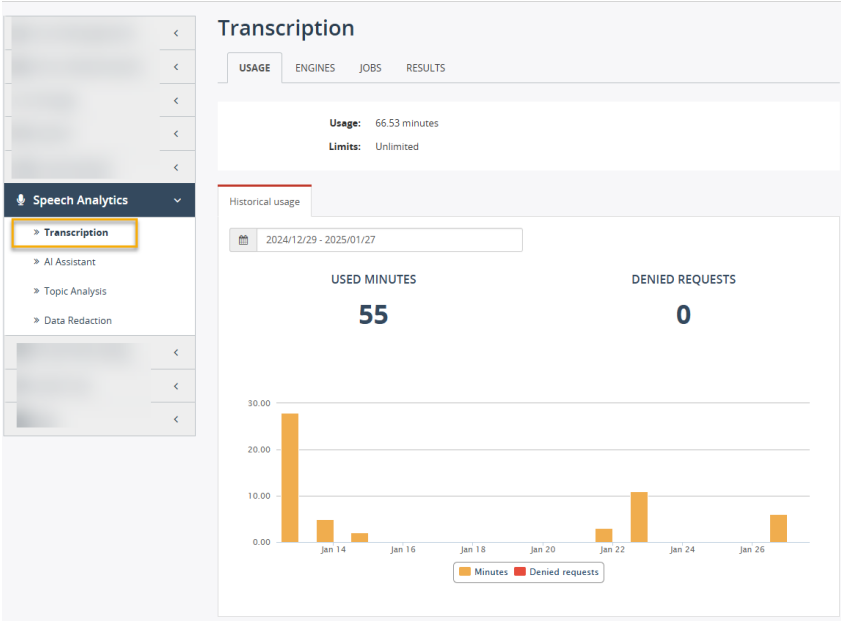 Transcription
USAGE ENGINES JOBS RESULTS
Usage: 66.53 minutes
Limits: Unlimited
Speech Analytics
» Transcription
» AI Assistant
» Topic Analysis
» Data Redaction
Historical usage
2024/12/29 - 2025/01/27
USED MINUTES DENIED REQUESTS
55 0
30.00
20.00
10.00
0.00
Jan 14 Jan 16 Jan 18 Jan 20 Jan 22 Jan 24 Jan 26
Minutes Denied requests